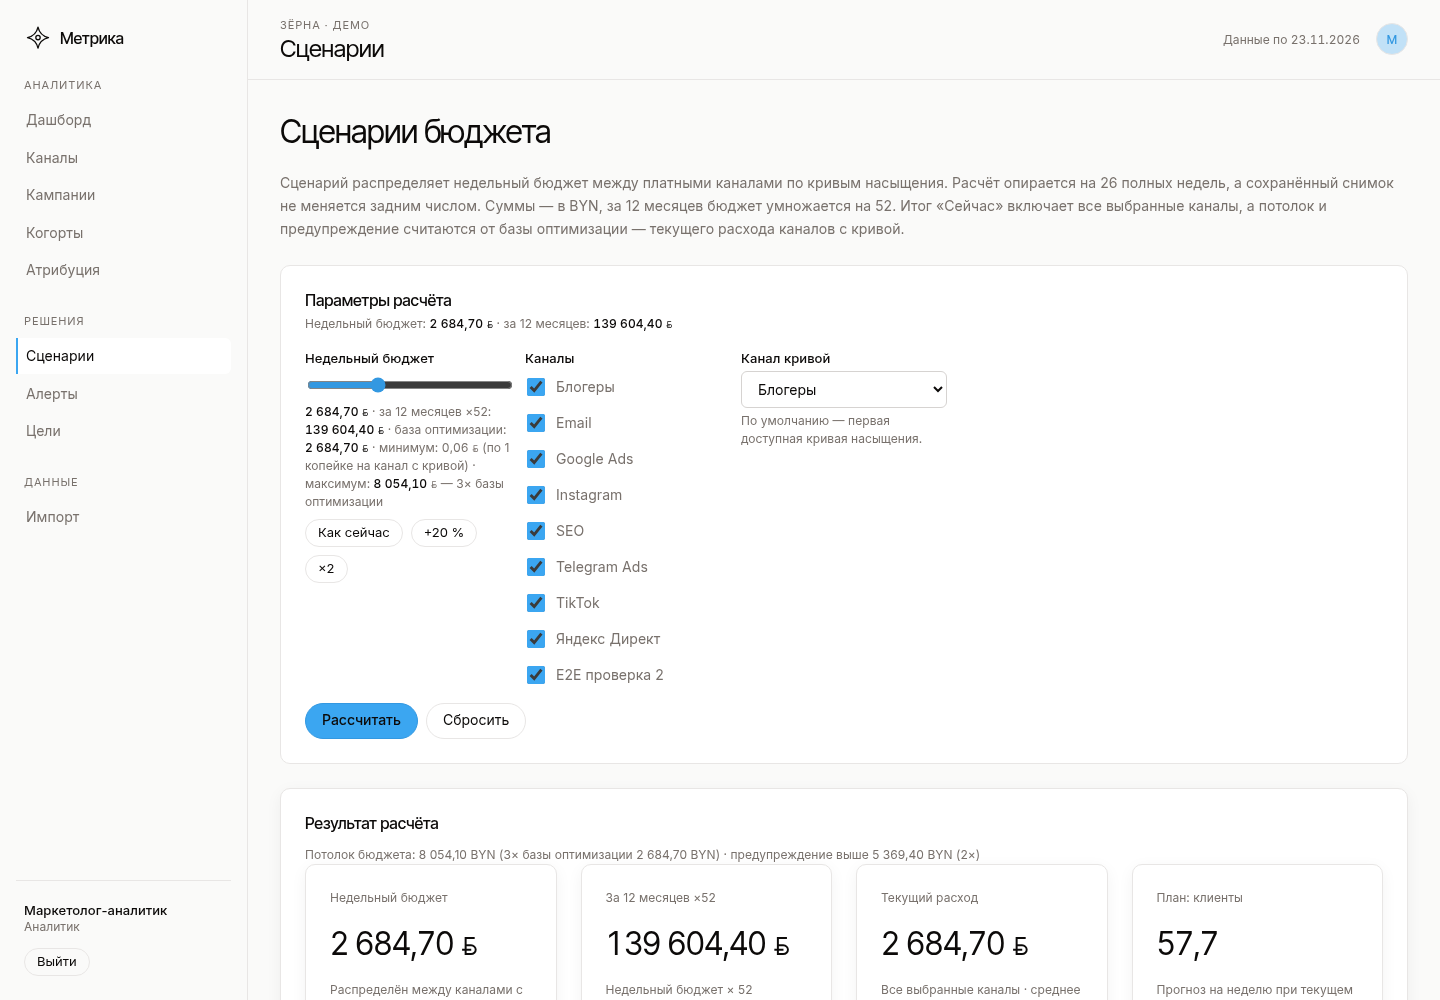 Метрика
АНАЛИТИКА
Дашборд
Каналы
Кампании
Когорты
Атрибуция
РЕШЕНИЯ
Сценарии
Алерты
Цели
ДАННЫЕ
Импорт
Маркетолог-аналитик
Аналитик
Выйти
ЗЁРНА · ДЕМО
Сценарии
Данные по 23.11.2026
М
Сценарии бюджета
Сценарий распределяет недельный бюджет между платными каналами по кривым насыщения. Расчёт опирается на 26 полных недель, а сохранённый снимок
не меняется задним числом. Суммы — в BYN, за 12 месяцев бюджет умножается на 52. Итог «Сейчас» включает все выбранные каналы, а потолок и
предупреждение считаются от базы оптимизации — текущего расхода каналов с кривой.
Параметры расчёта
Недельный бюджет: 2 684,70 Б · за 12 месяцев: 139 604,40 Б
Недельный бюджет
2 684,70 Б · за 12 месяцев ×52:
139 604,40 Б · база оптимизации:
2 684,70 Б · минимум: 0,06 Б (по 1
копейке на канал с кривой) ·
максимум: 8 054,10 Б — 3× базы
оптимизации
Как сейчас
+20 %
×2
Каналы
Блогеры
Email
Google Ads
Instagram
SEO
Telegram Ads
TikTok
Яндекс Директ
E2E проверка 2
Канал кривой
Блогеры
По умолчанию — первая
доступная кривая насыщения.
Рассчитать
Сбросить
Результат расчёта
Потолок бюджета: 8 054,10 BYN (3× базы оптимизации 2 684,70 BYN) · предупреждение выше 5 369,40 BYN (2×)
Недельный бюджет
2 684,70 Б
Распределён между каналами с
За 12 месяцев ×52
139 604,40 Б
Недельный бюджет × 52
Текущий расход
2 684,70 Б
Все выбранные каналы · среднее
План: клиенты
57,7
Прогноз на неделю при текущем